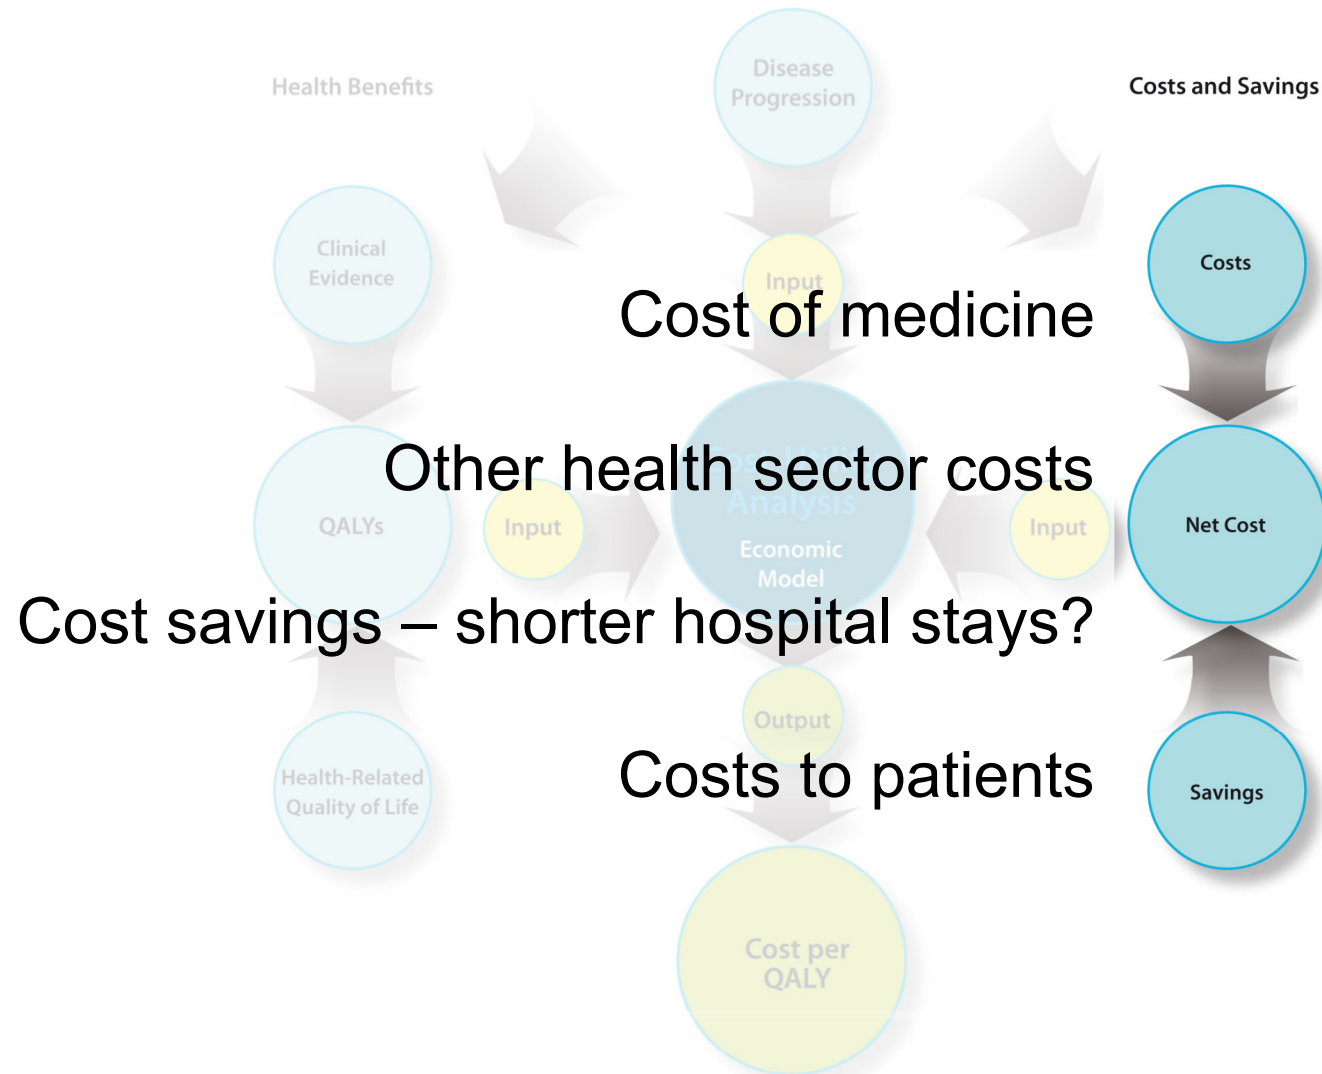 Health Benefits
Disease
Progression
Costs and Savings
Clinical
Evidence
Input
Costs
Cost of medicine
Other health sector costs
Analysis
QALYs
Input
Economic
Model
Input
Net Cost
Cost savings – shorter hospital stays?
Output
Health-Related
Quality of Life
Costs to patients
Savings
Cost per
QALY